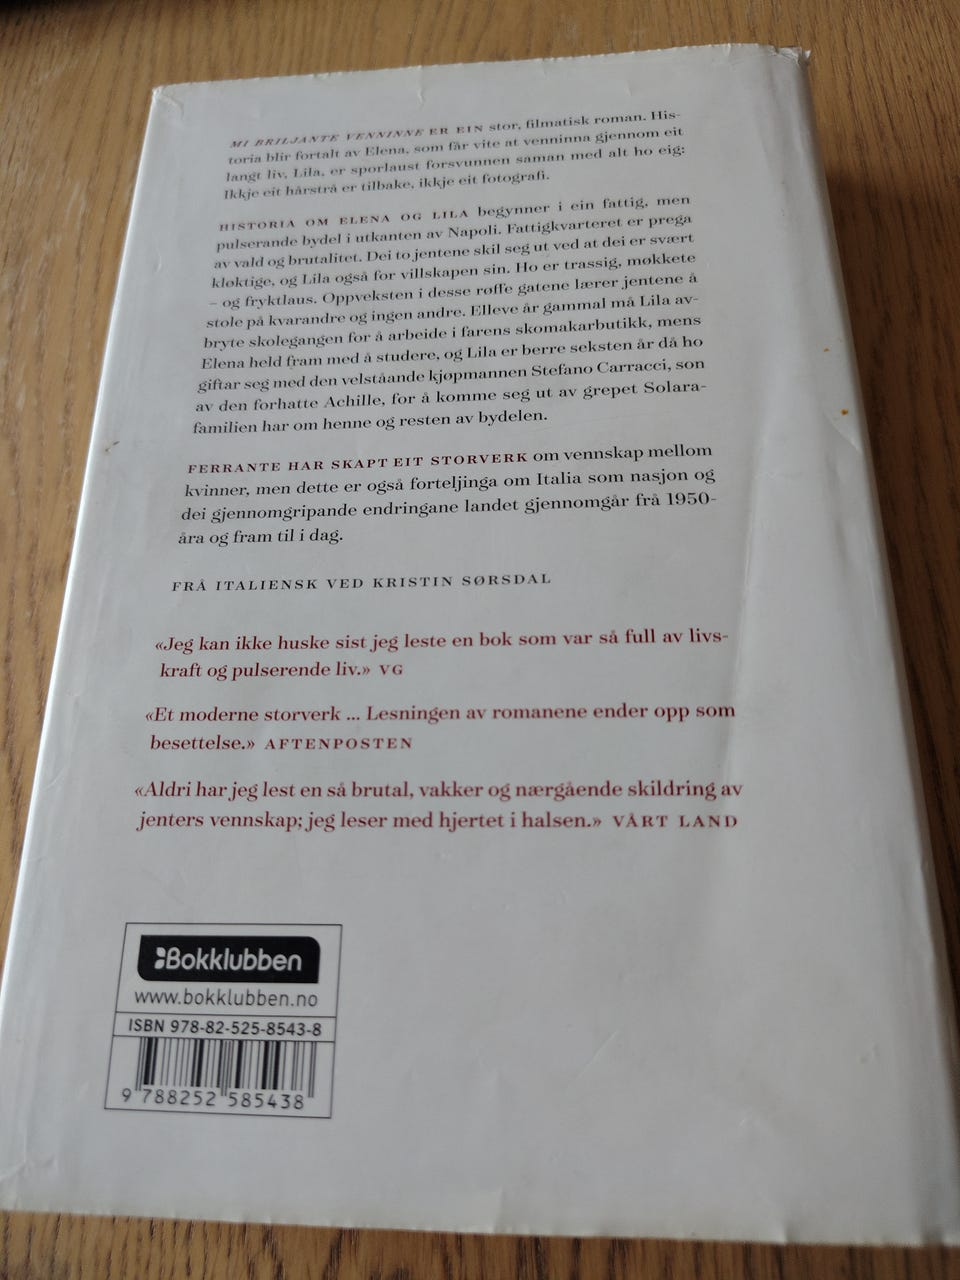 MI BRILJANTE VENNINNE ER EIN stor, filmatisk roman. His-
toria blir fortalt av Elena, som får vite at venninna gjennom eit
langt liv, Lila, er sporlaust forsvunnen saman med alt ho eig:
Ikkje eit hårstrå er tilbake, ikkje eit fotografi.
HISTORIA OM ELENA OG LILA begynner i ein fattig, men
pulserande bydel i utkanten av Napoli. Fattigkvarteret er prega
av vald og brutalitet. Dei to jentene skil seg ut ved at dei er svært
kløktige, og Lila også for villskapen sin. Ho er trassig, møkkete
– og fryktlaus. Oppveksten i desse røffe gatene lærer jentene å
stole på kvarandre og ingen andre. Elleve år gammal må Lila av-
bryte skolegangen for å arbeide i farens skomakarbutikk, mens
Elena held fram med å studere, og Lila er berre seksten år då ho
giftar seg med den velståande kjøpmannen Stefano Carracci, son
av den forhatte Achille, for å komme seg ut av grepet Solara-
familien har om henne og resten av bydelen.
FERRANTE HAR SKAPT EIT STORVERK om vennskap mellom
kvinner, men dette er også forteljinga om Italia som nasjon og
dei gjennomgripande endringane landet gjennomgår frå 1950-
åra og fram til i dag.
FRÅ ITALIENSK VED KRISTIN SØRSDAL
«Jeg kan ikke huske sist jeg leste en bok som var så full av livs-
kraft og pulserende liv.» VG
«Et moderne storverk ... Lesningen av romanene ender opp som
besettelse.» AFTENPOSTEN
«Aldri har jeg lest en så brutal, vakker og nærgående skildring av
jenters vennskap; jeg leser med hjertet i halsen.» VÅRT LAND
Bokklubben
www.bokklubben.no
ISBN 978-82-525-8543-8
9 788252 585438